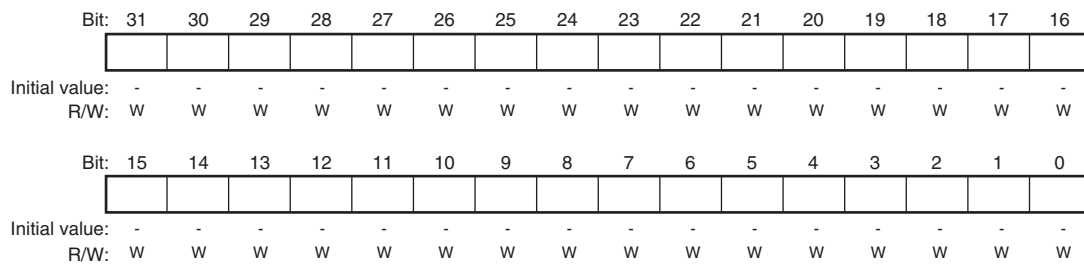 Bit: 31 30 29 28 27 26 25 24 23 22 21 20 19 18 17 16
Initial value: - - - - - - - - - - - - - - - -
R/W: W W W W W W W W W W W W W W W W
Bit: 15 14 13 12 11 10 9 8 7 6 5 4 3 2 1 0
Initial value: - - - - - - - - - - - - - - - -
R/W: W W W W W W W W W W W W W W W W